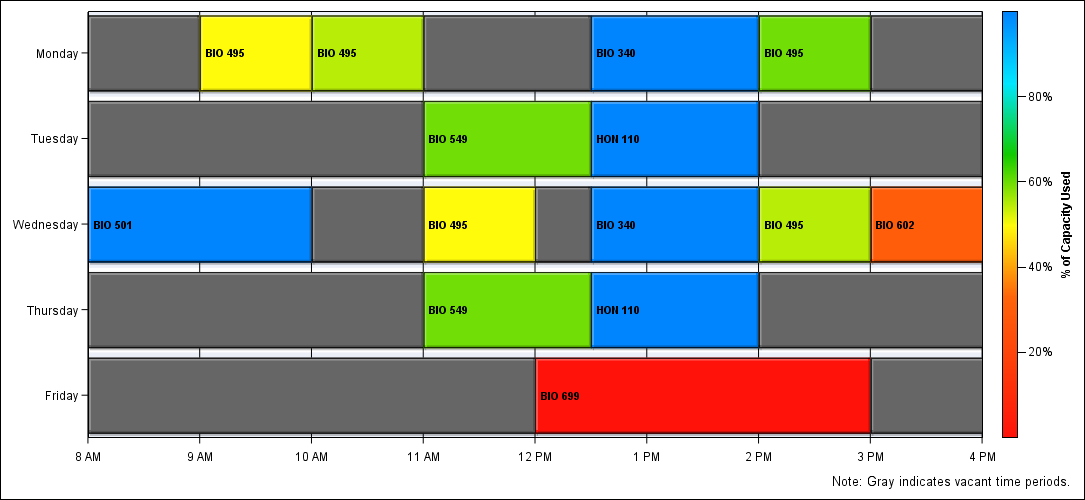 Monday
BIO 495
BIO 495
BIO 340
BIO 495
Tuesday
BIO 549
HON 110
Wednesday
BIO 501
BIO 495
BIO 340
BIO 495
BIO 602
Thursday
BIO 549
HON 110
Friday
BIO 699
8 AM 9 AM 10 AM 11 AM 12 PM 1 PM 2 PM 3 PM 4 PM
80%
60%
40%
20%
% of Capacity Used
Note: Gray indicates vacant time periods.